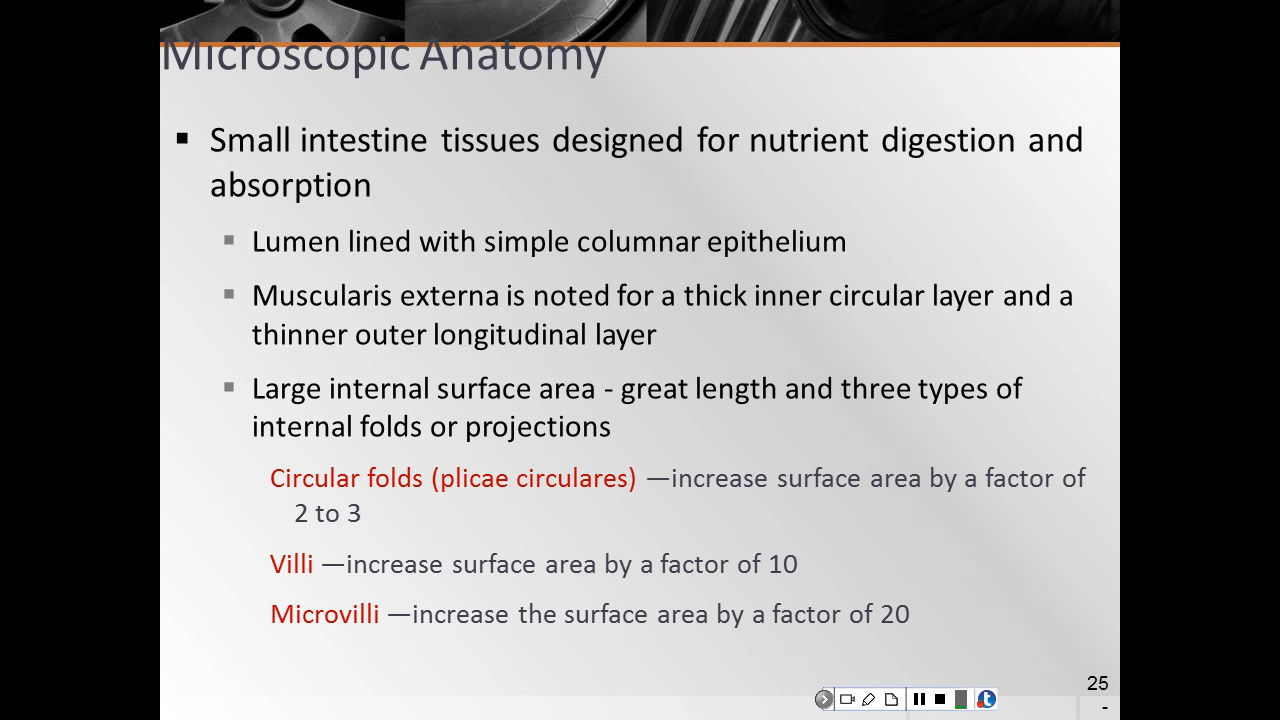 Microscopic Anatomy
▪ Small intestine tissues designed for nutrient digestion and
absorption
▪ Lumen lined with simple columnar epithelium
▪ Muscularis externa is noted for a thick inner circular layer and a
thinner outer longitudinal layer
▪ Large internal surface area - great length and three types of
internal folds or projections
Circular folds (plicae circulares) —increase surface area by a factor of
2 to 3
Villi —increase surface area by a factor of 10
Microvilli —increase the surface area by a factor of 20
25
-
t